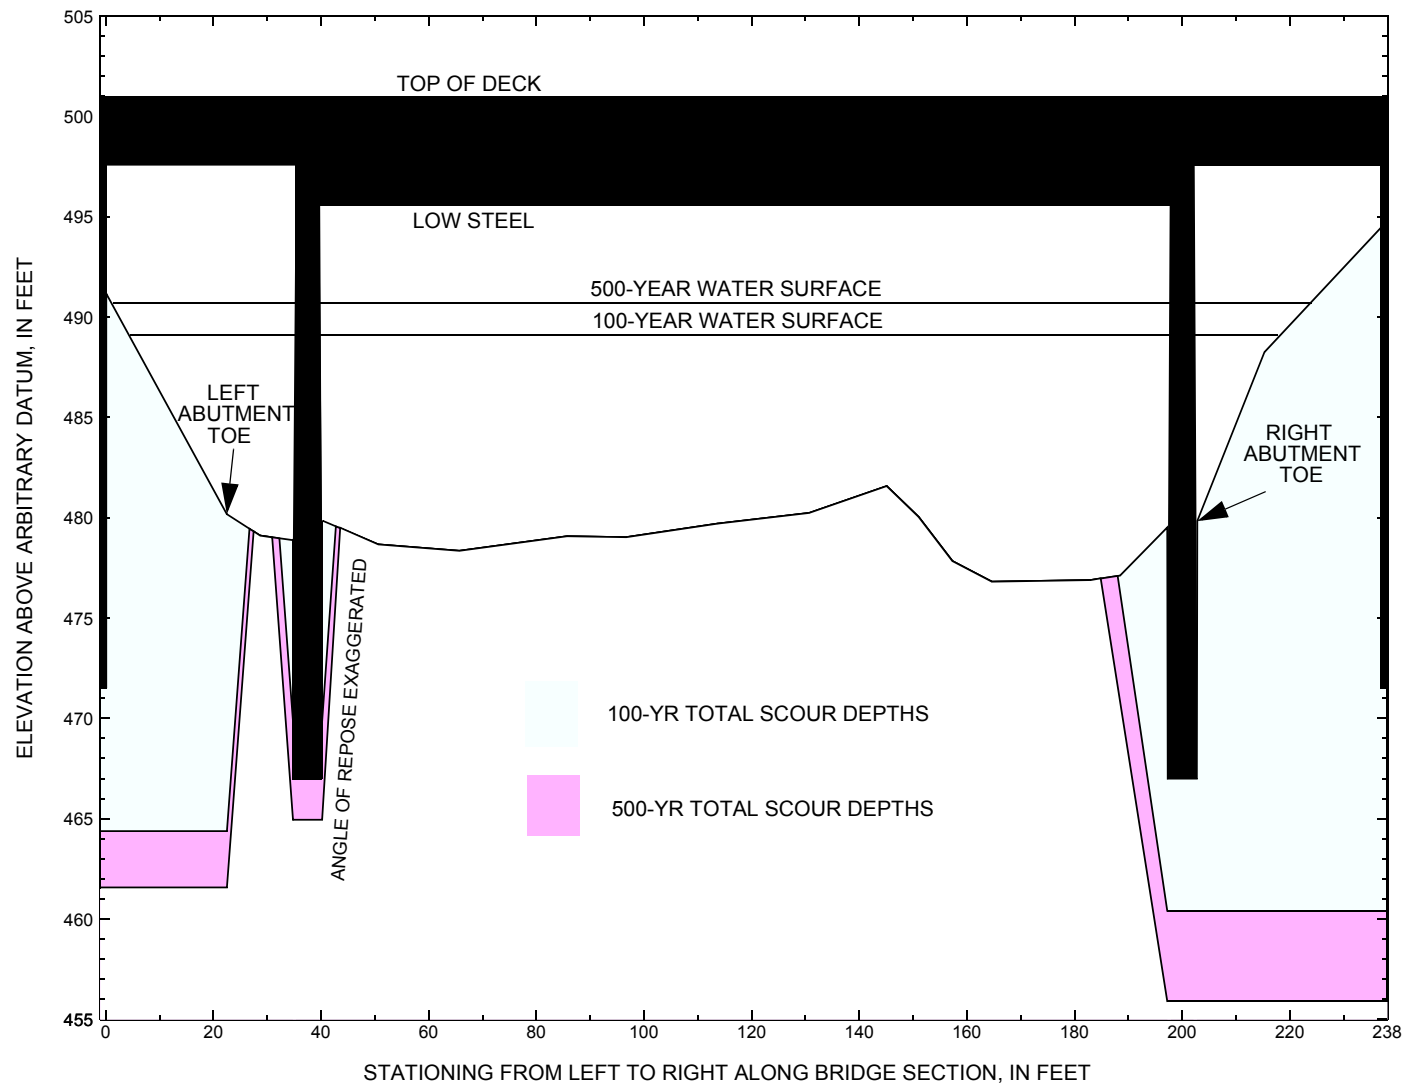 505
500
495
490
485
480
475
470
465
460
455
ELEVATION ABOVE ARBITRARY DATUM, IN FEET
TOP OF DECK
LOW STEEL
500-YEAR WATER SURFACE
100-YEAR WATER SURFACE
LEFT
ABUTMENT
TOE
RIGHT
ABUTMENT
TOE
ANGLE OF REPOSE EXAGGERATED
100-YR TOTAL SCOUR DEPTHS
500-YR TOTAL SCOUR DEPTHS
0 20 40 60 80 100 120 140 160 180 200 220 238
STATIONING FROM LEFT TO RIGHT ALONG BRIDGE SECTION, IN FEET